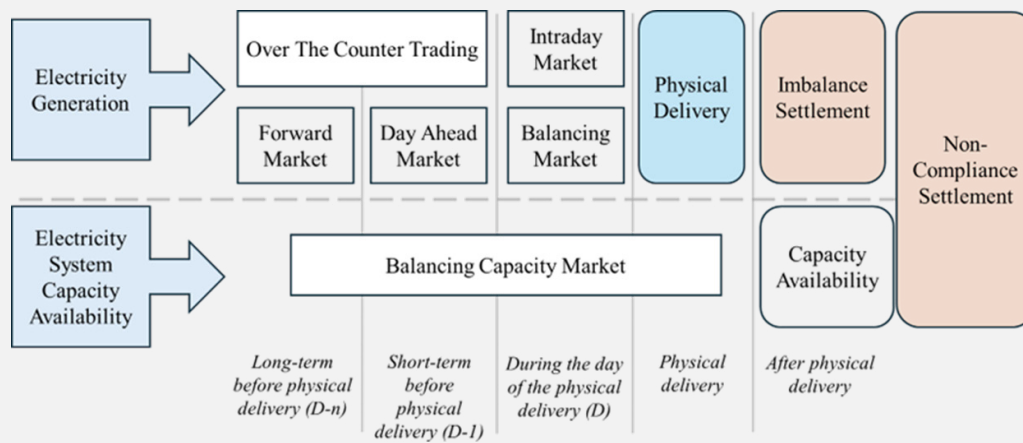 Electricity
Generation
Over The Counter Trading
Forward
Market
Day Ahead
Market
Intraday
Market
Balancing
Market
Physical
Delivery
Imbalance
Settlement
Non-
Compliance
Settlement
Electricity
System
Capacity
Availability
Balancing Capacity Market
Capacity
Availability
Long-term
before physical
delivery (D-n)
Short-term
before
physical
delivery (D-1)
During the day
of the physical
delivery (D)
Physical
delivery
After physical
delivery